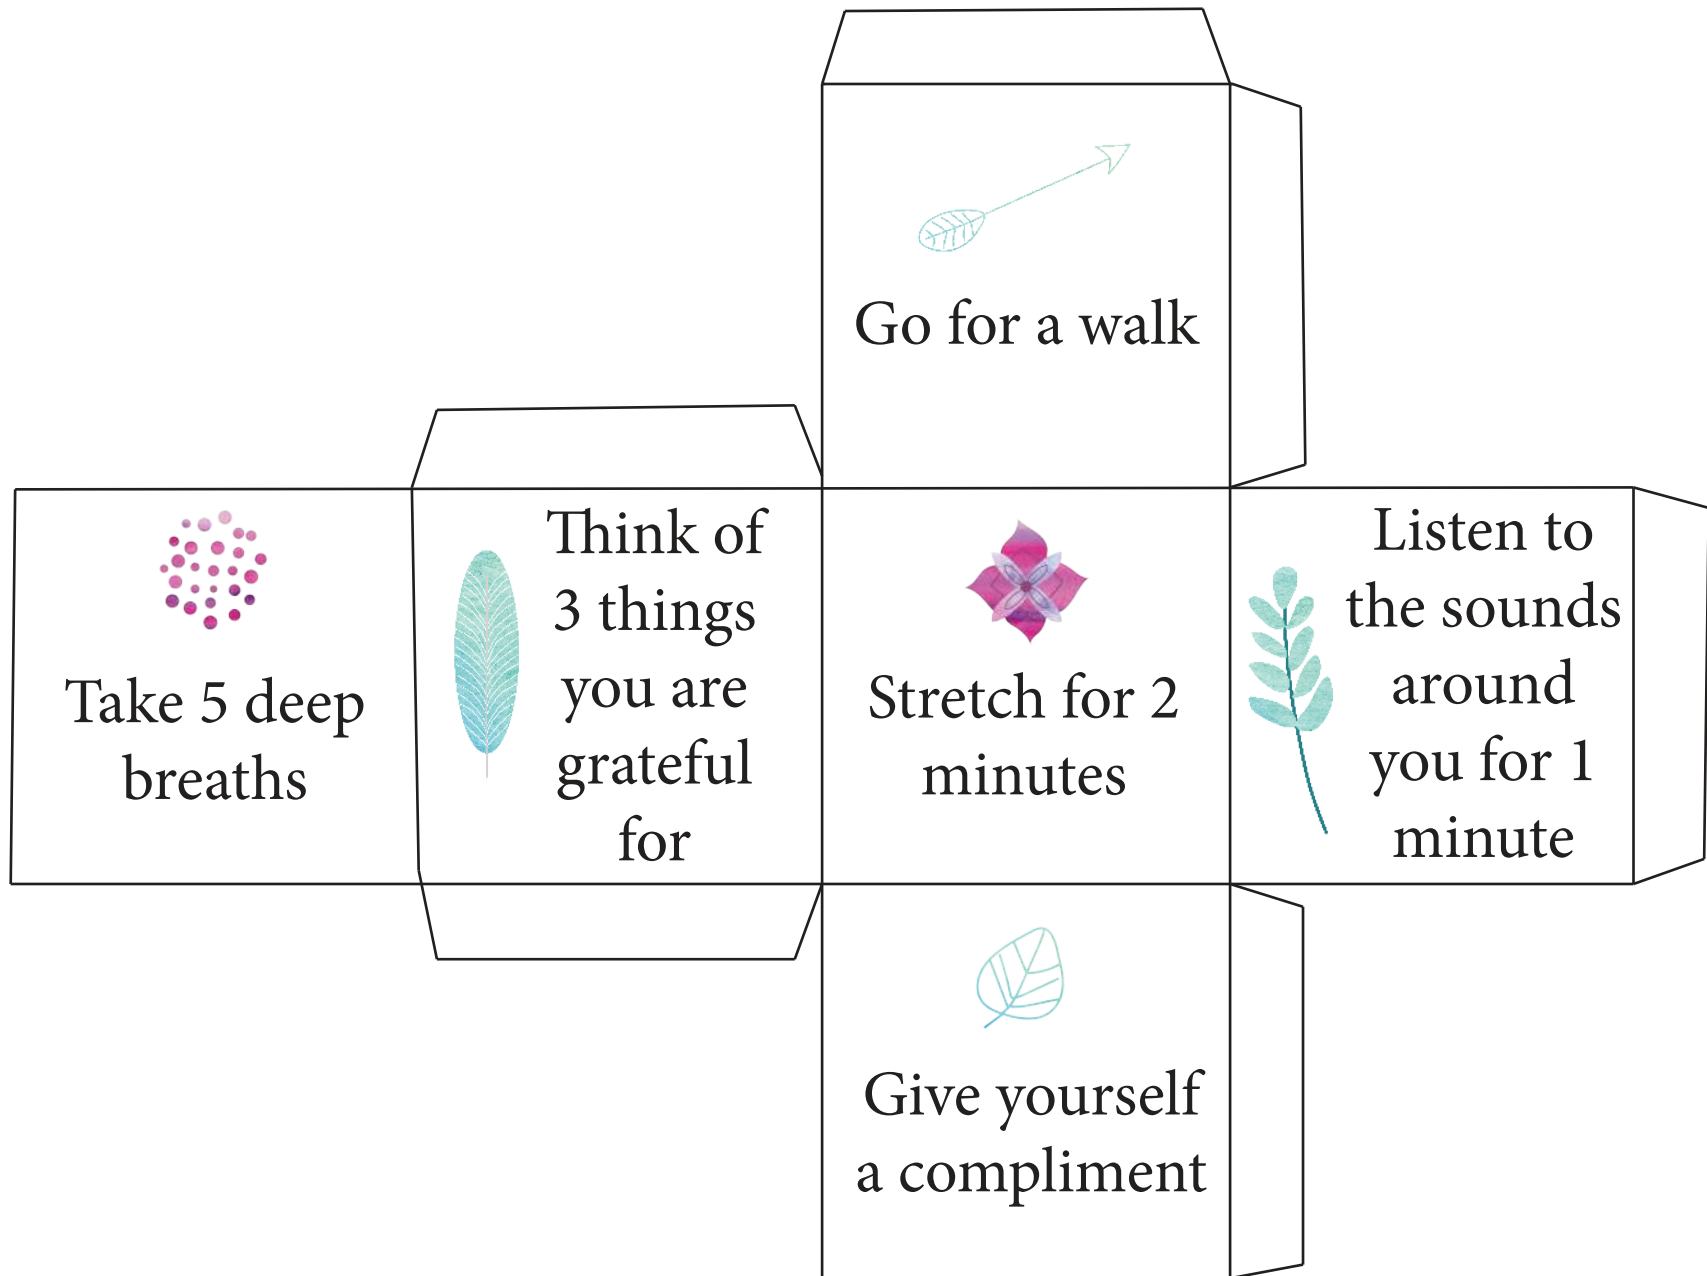 Go for a walk
Take 5 deep
breaths
Think of
3 things
you are
grateful
for
Stretch for 2
minutes
Listen to
the sounds
around
you for 1
minute
Give yourself
a compliment